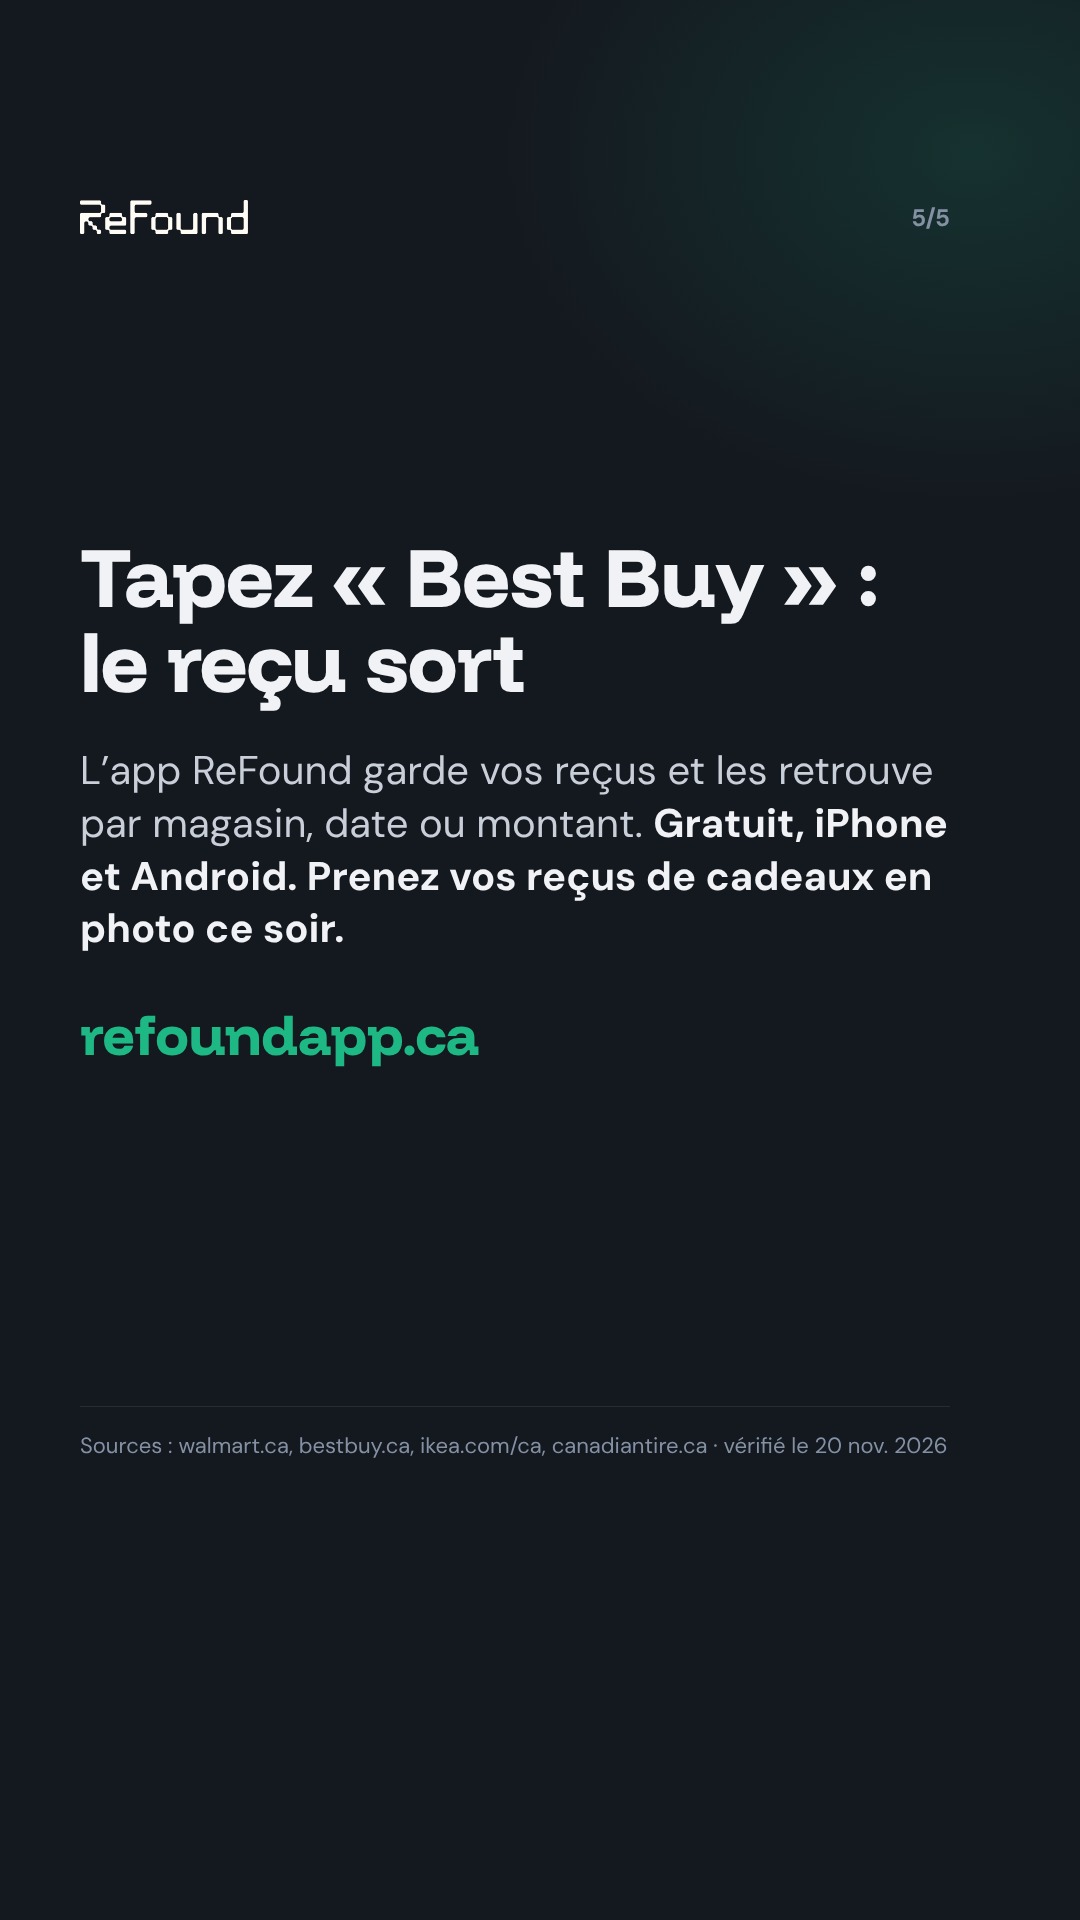 ReFound
5/5
Tapez « Best Buy » :
le reçu sort
L’app ReFound garde vos reçus et les retrouve
par magasin, date ou montant. Gratuit, iPhone
et Android. Prenez vos reçus de cadeaux en
photo ce soir.
refoundapp.ca
Sources : walmart.ca, bestbuy.ca, ikea.com/ca, canadiantire.ca · vérifié le 20 nov. 2026